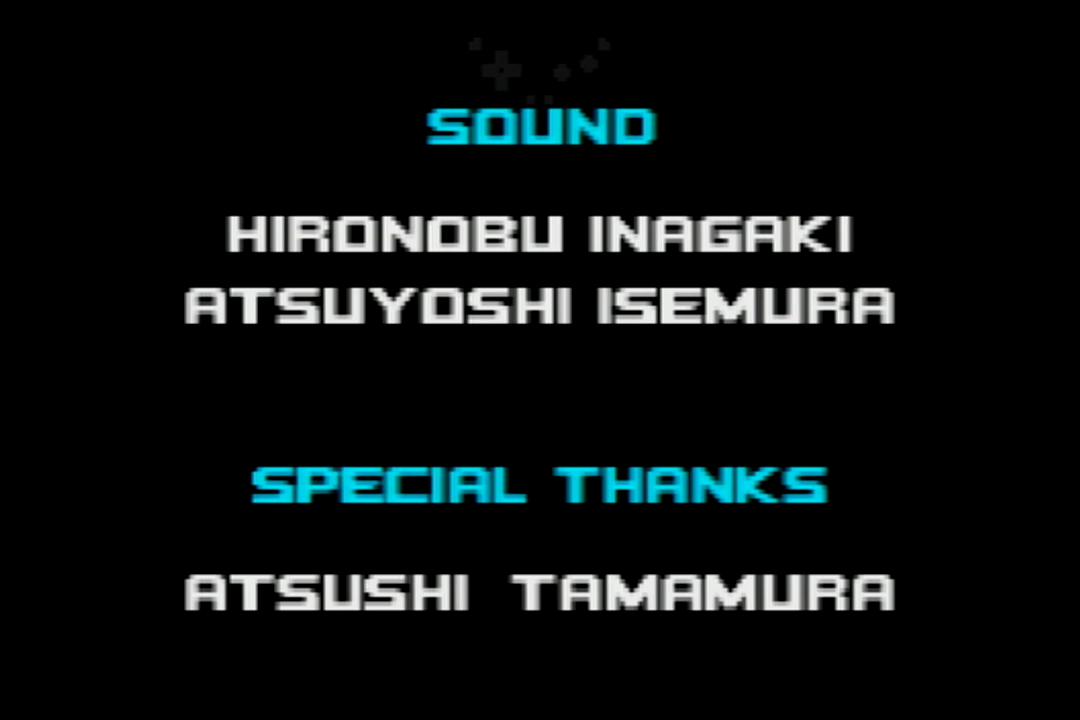 SOUND
HIRONOBU INAGAKI
ATSUYOSHI ISEMURA
SPECIAL THANKS
ATSUSHI TAMAMURA